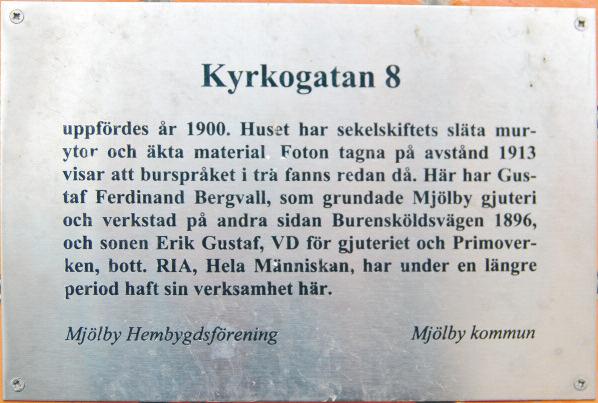 Kyrkogatan 8
uppfördes år 1900. Huset har sekelskiftets släta mur-
ytor och äkta material. Foton tagna på avstånd 1913
visar att burspråket i trä fanns redan då. Här har Gus-
taf Ferdinand Bergvall, som grundade Mjölby gjuteri
och verkstad på andra sidan Burensköldsvägen 1896,
och sonen Erik Gustaf, VD för gjuteriet och Primover-
ken, bott. RIA, Hela Människan, har under en längre
period haft sin verksamhet här.
Mjölby Hembygdsförening
Mjölby kommun